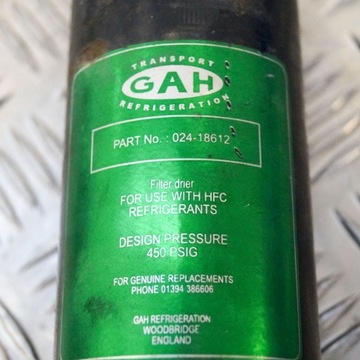 TRANSPORT
GAH
REFRIGERATION
PART No. : 024-18612
Filter drier
FOR USE WITH HFC
REFRIGERANTS
DESIGN PRESSURE
450 PSIG
FOR GENUINE REPLACEMENTS
PHONE 01394 386606
GAH REFRIGERATION
WOODBRIDGE
ENGLAND